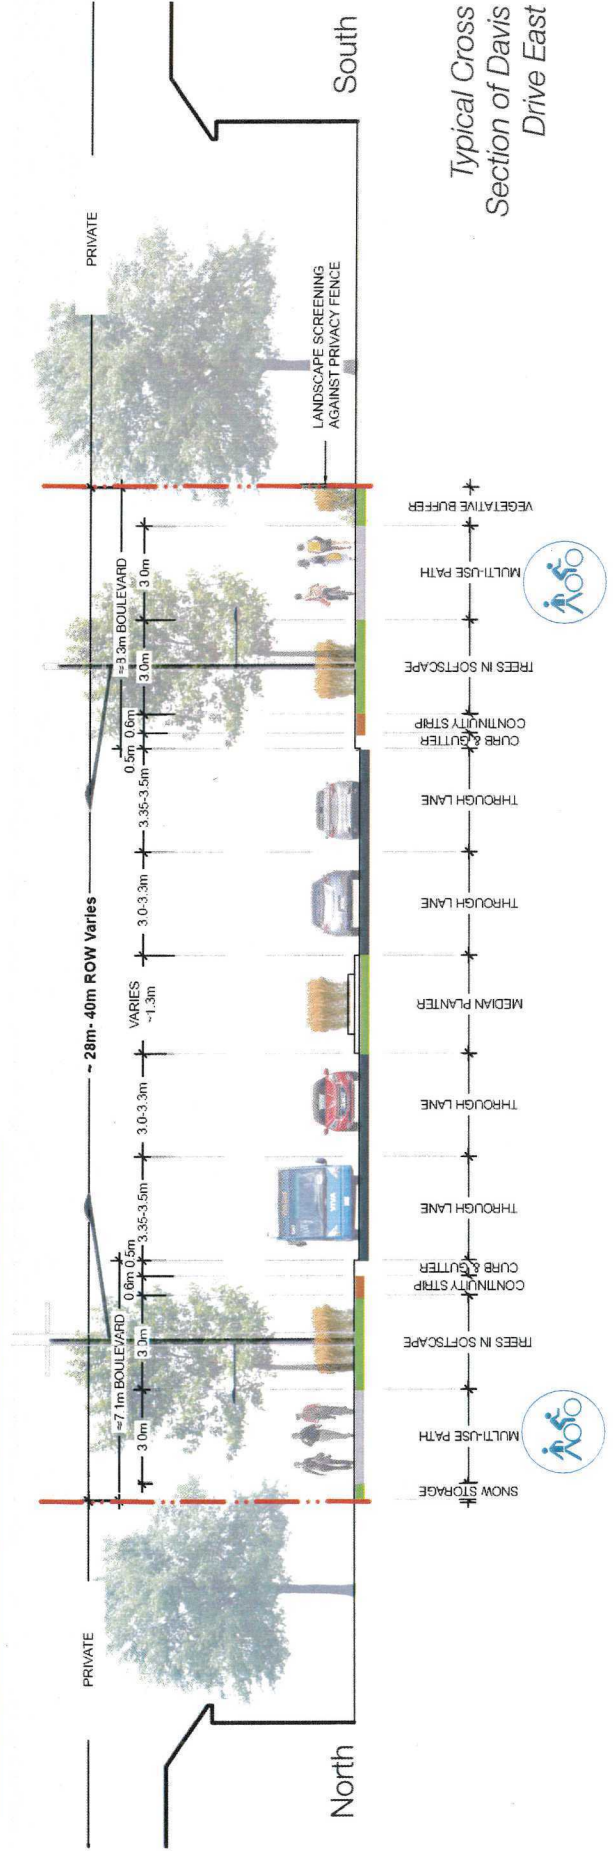 ~ 28m- 40m ROW Varies
PRIVATE
PRIVATE
≈7.1m BOULEVARD
≈8.3m BOULEVARD
3.0m
3.0m
0.6m
0.5m
3.35-3.5m
3.0-3.3m
VARIES
~1.3m
3.0-3.3m
3.35-3.5m
0.5m
0.6m
3.0m
3.0m
LANDSCAPE SCREENING
AGAINST PRIVACY FENCE
North
South
SNOW STORAGE
MULTI-USE PATH
TREES IN SOFTSCAPE
CONTINUITY STRIP
CURB & GUTTER
THROUGH LANE
THROUGH LANE
MEDIAN PLANTER
THROUGH LANE
THROUGH LANE
CURB & GUTTER
CONTINUITY STRIP
TREES IN SOFTSCAPE
MULTI-USE PATH
VEGETATIVE BUFFER
Typical Cross
Section of Davis
Drive East